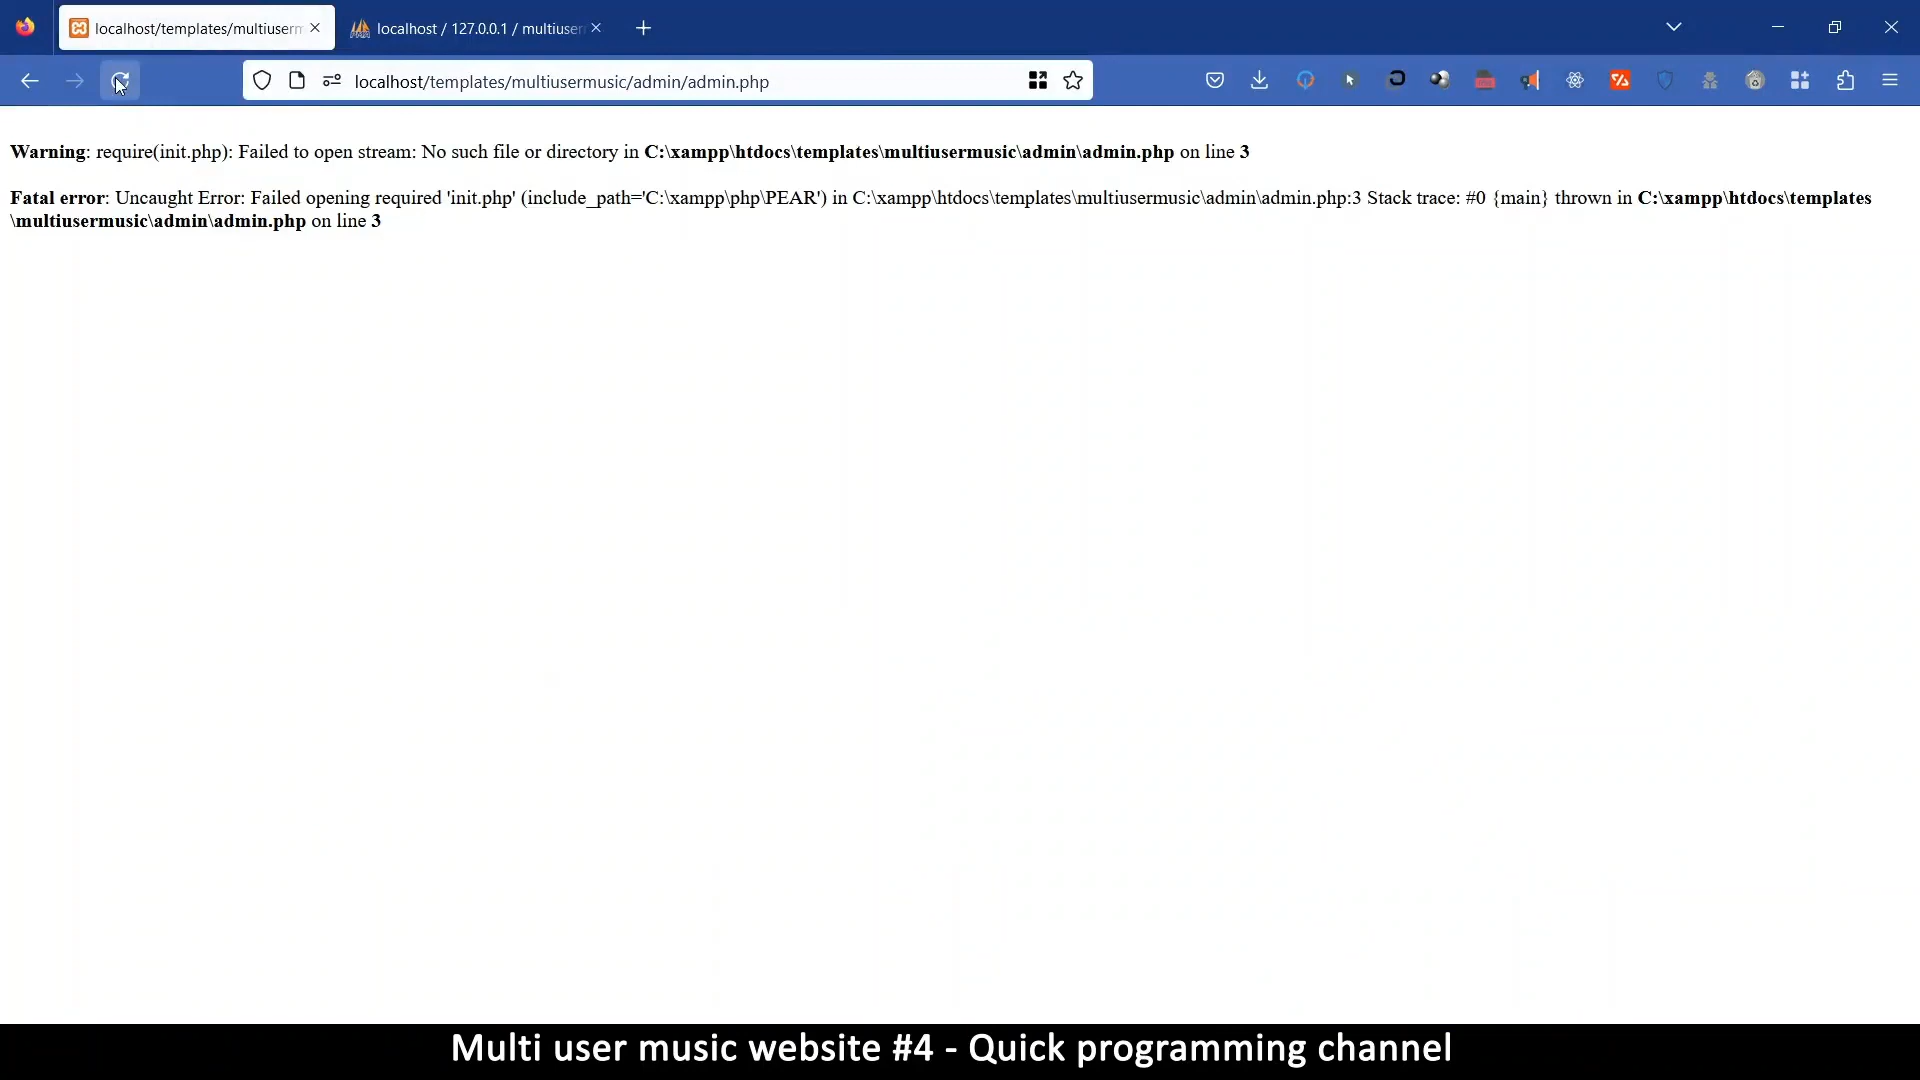 localhost/templates/multiuserm
localhost / 127.0.0.1 / multiuser
localhost/templates/multiusermusic/admin/admin.php
Warning: require(init.php): Failed to open stream: No such file or directory in C:\xampp\htdocs\templates\multiusermusic\admin\admin.php on line 3
Fatal error: Uncaught Error: Failed opening required 'init.php' (include_path='C:\xampp\php\PEAR') in C:\xampp\htdocs\templates\multiusermusic\admin\admin.php:3 Stack trace: #0 {main} thrown in C:\xampp\htdocs\templates
\multiusermusic\admin\admin.php on line 3
Multi user music website #4 - Quick programming channel